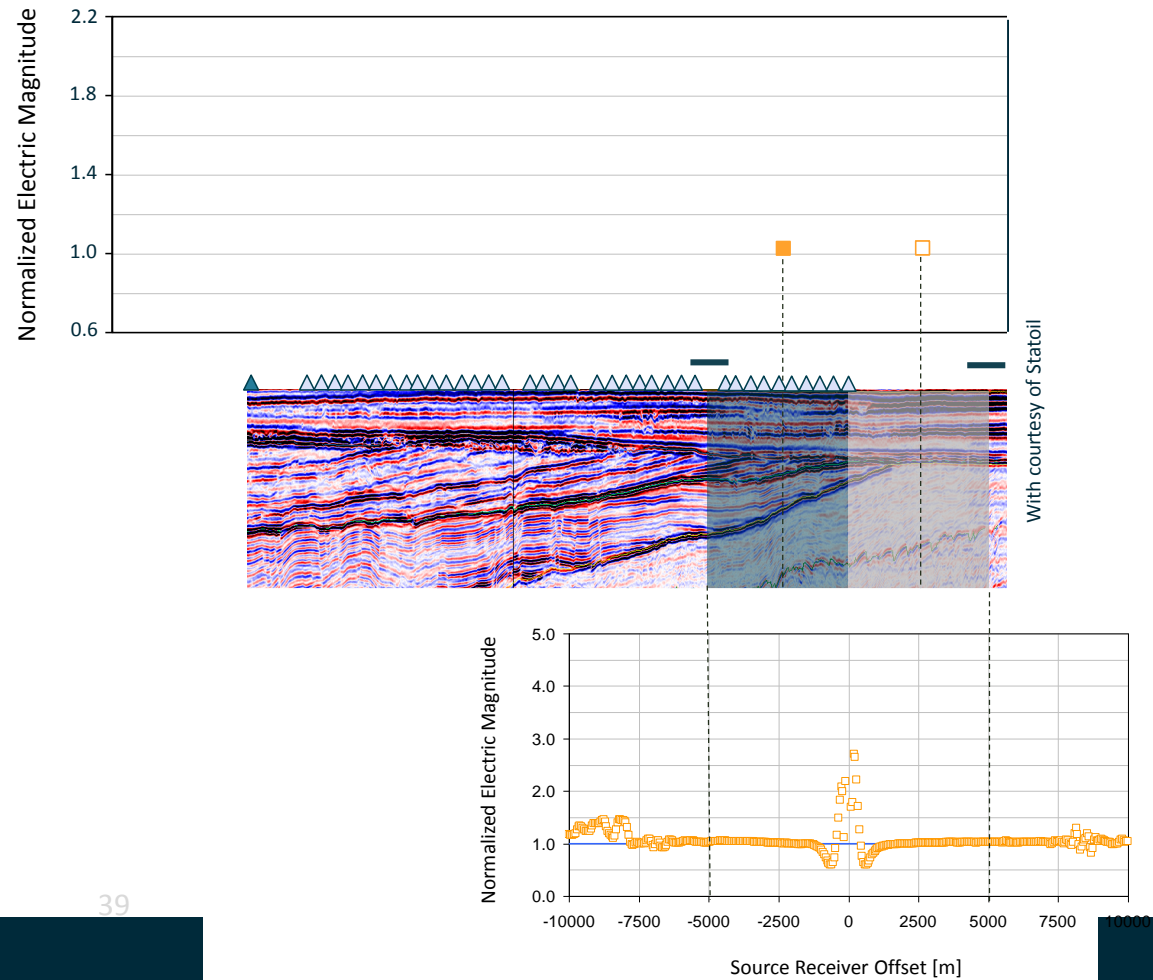 Normalized Electric Magnitude
2.2
1.8
1.4
1.0
0.6
With courtesy of Statoil
Normalized Electric Magnitude
5.0
4.0
3.0
2.0
1.0
0.0
-10000 -7500 -5000 -2500 0 2500 5000 7500 10000
Source Receiver Offset [m]
39